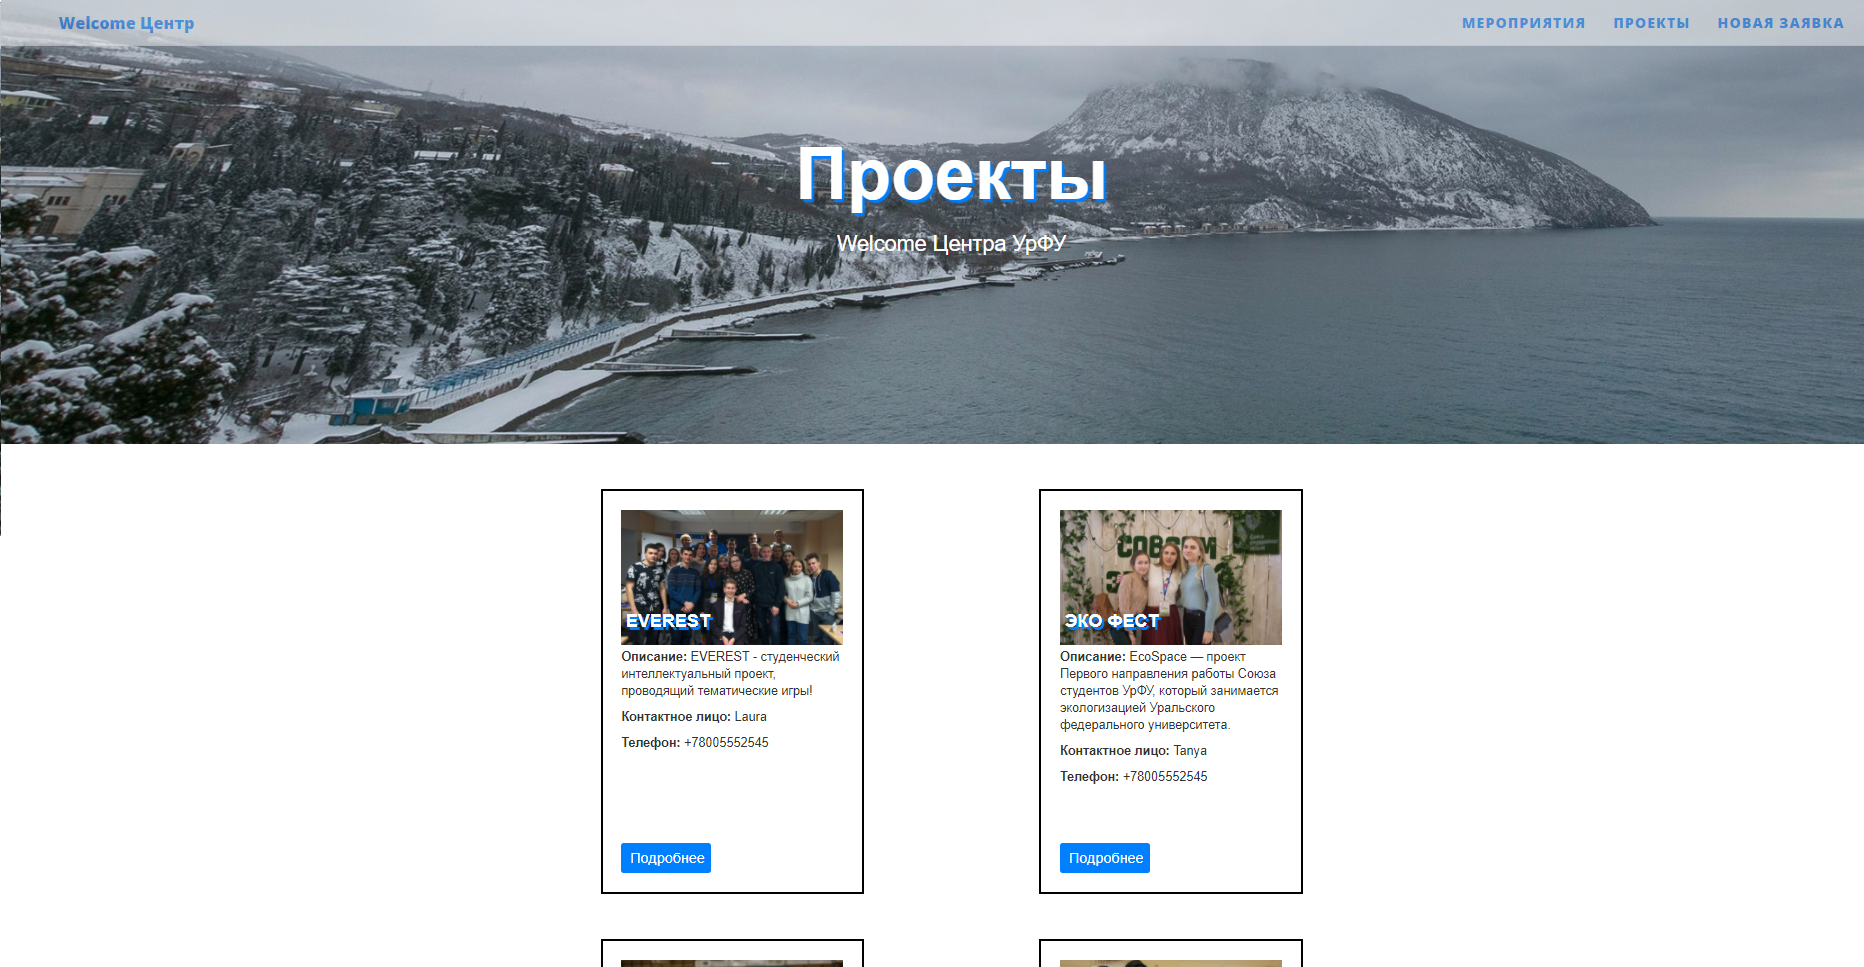 Welcome Центр
МЕРОПРИЯТИЯ ПРОЕКТЫ НОВАЯ ЗАЯВКА
Проекты
Welcome Центра УрФУ
EVEREST
Описание: EVEREST - студенческий
интеллектуальный проект,
проводящий тематические игры!
Контактное лицо: Laura
Телефон: +78005552545
Подробнее
СОВСЕМ
ЭКО ФЕСТ
Описание: EcoSpace — проект
Первого направления работы Союза
студентов УрФУ, который занимается
экологизацией Уральского
федерального университета.
Контактное лицо: Tanya
Телефон: +78005552545
Подробнее